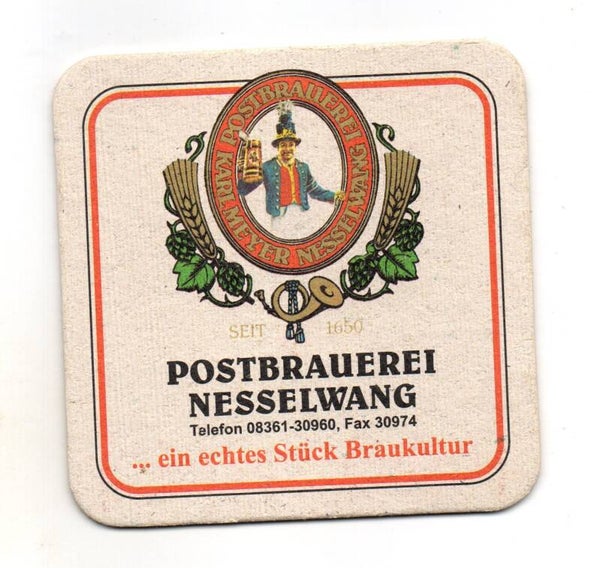 POSTBRAUEREI
KARL MEYER NESSELWANG
SEIT 1650
POSTBRAUEREI
NESSELWANG
Telefon 08361-30960, Fax 30974
... ein echtes Stück Braukultur